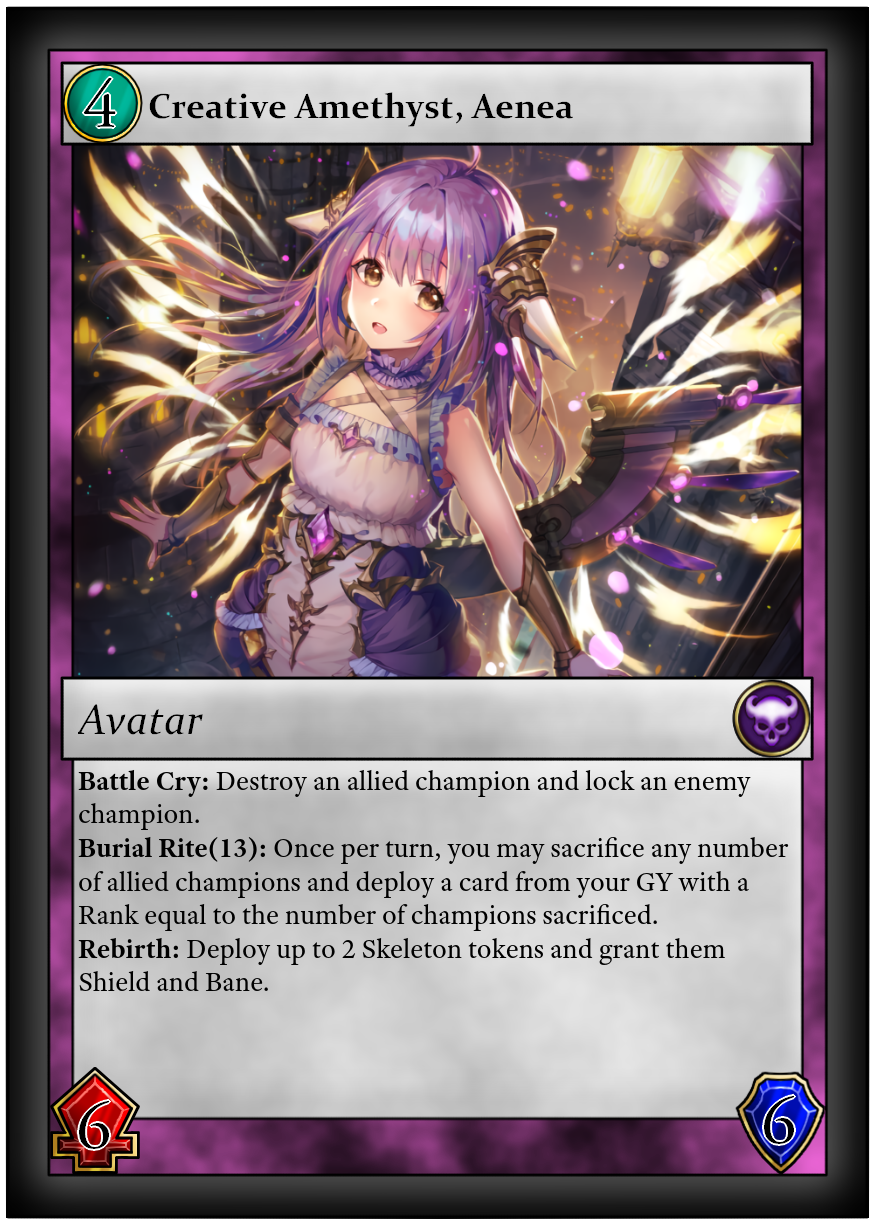 4
Creative Amethyst, Aenea
Avatar
Battle Cry: Destroy an allied champion and lock an enemy
champion.
Burial Rite(13): Once per turn, you may sacrifice any number
of allied champions and deploy a card from your GY with a
Rank equal to the number of champions sacrificed.
Rebirth: Deploy up to 2 Skeleton tokens and grant them
Shield and Bane.
6
6